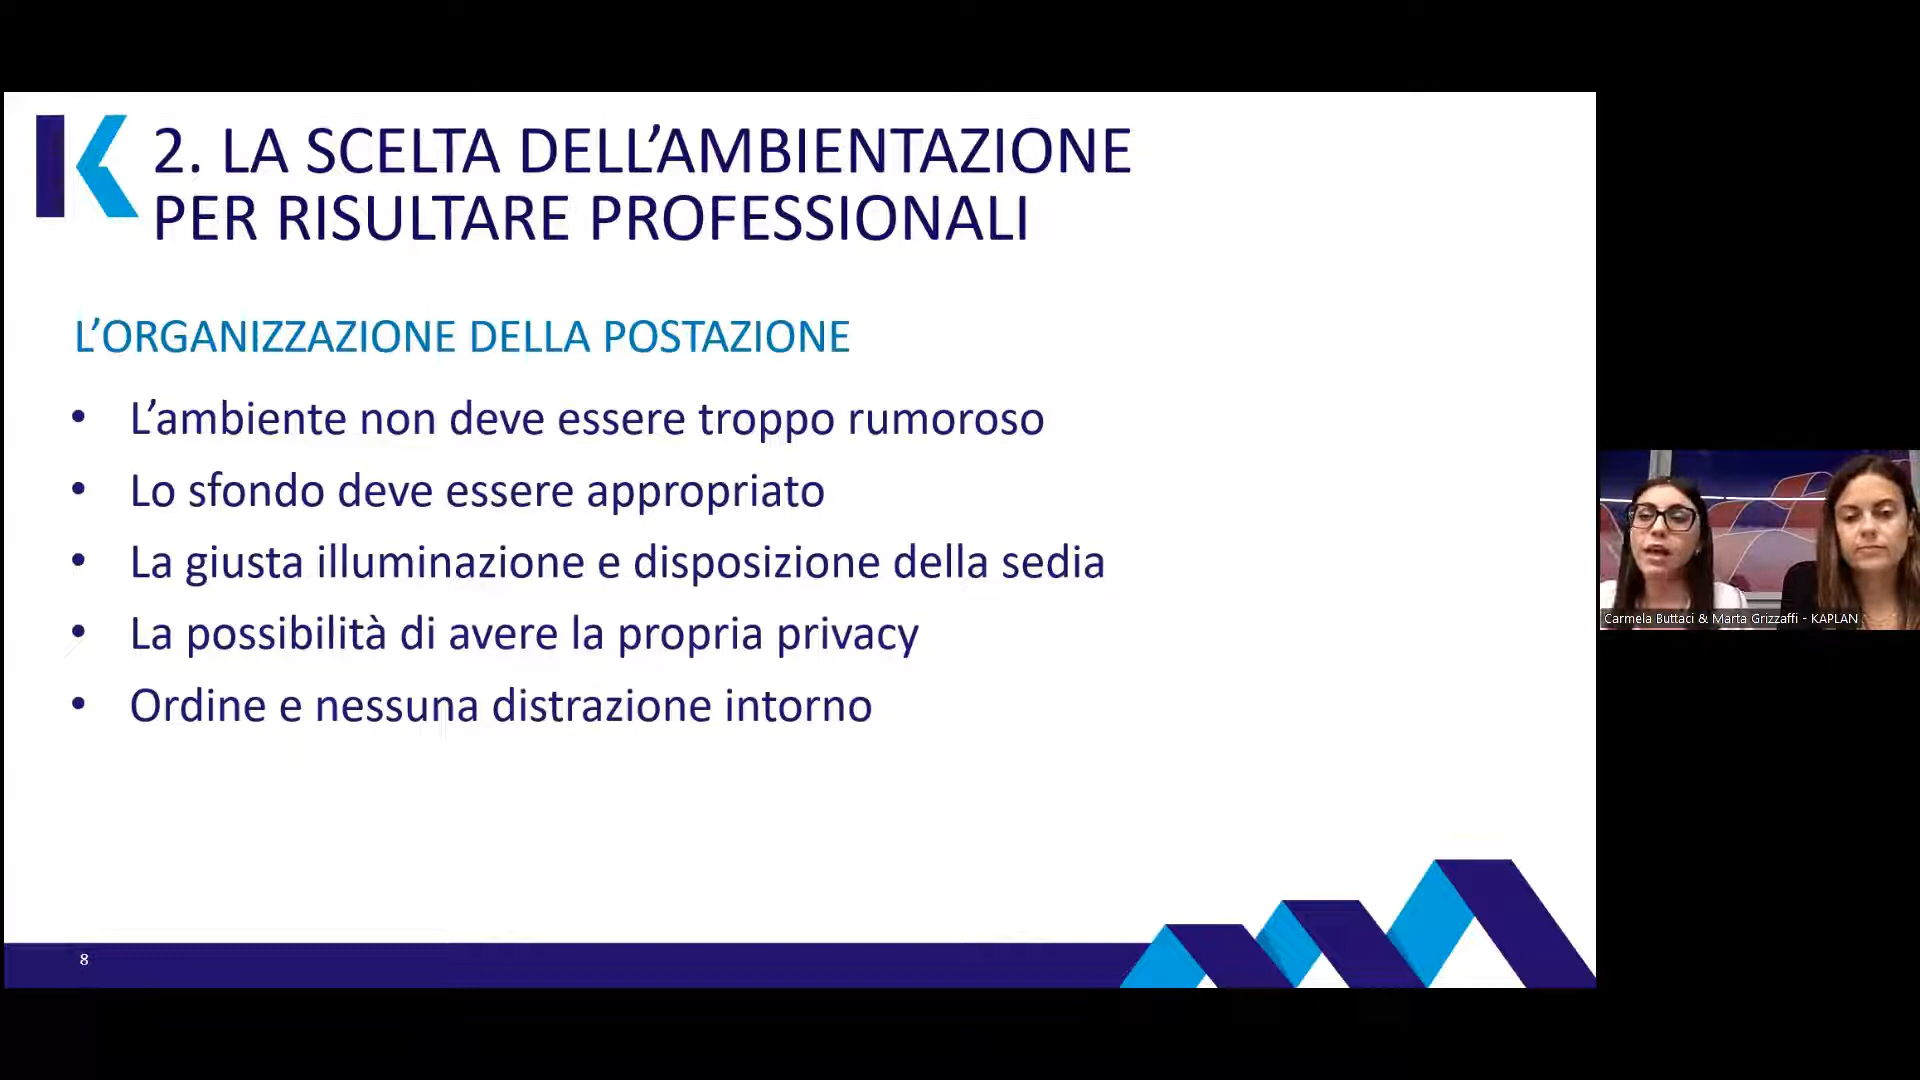 2. LA SCELTA DELL’AMBIENTAZIONE
PER RISULTARE PROFESSIONALI
L’ORGANIZZAZIONE DELLA POSTAZIONE
• L’ambiente non deve essere troppo rumoroso
• Lo sfondo deve essere appropriato
• La giusta illuminazione e disposizione della sedia
• La possibilità di avere la propria privacy
• Ordine e nessuna distrazione intorno
8
Carmela Buttaci & Marta Grizzaffi - KAPLAN